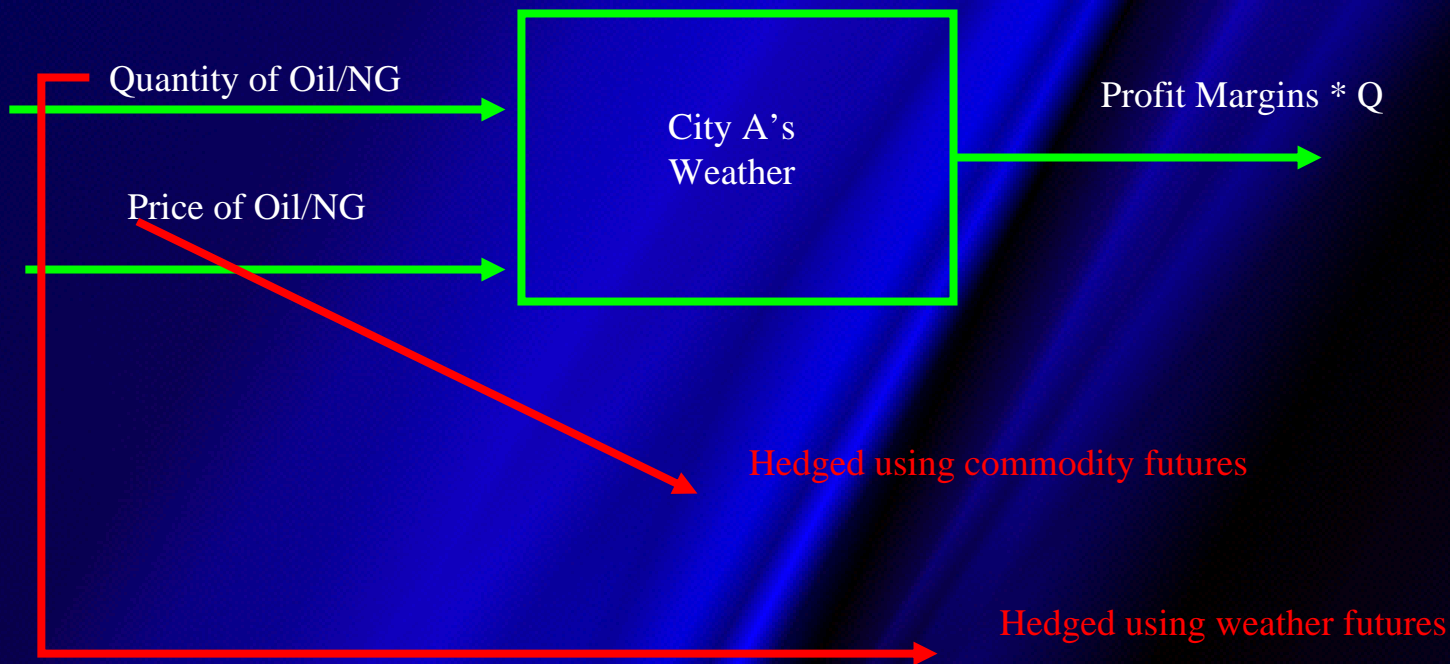 Quantity of Oil/NG
Profit Margins * Q
City A’s
Weather
Price of Oil/NG
Hedged using commodity futures
Hedged using weather futures